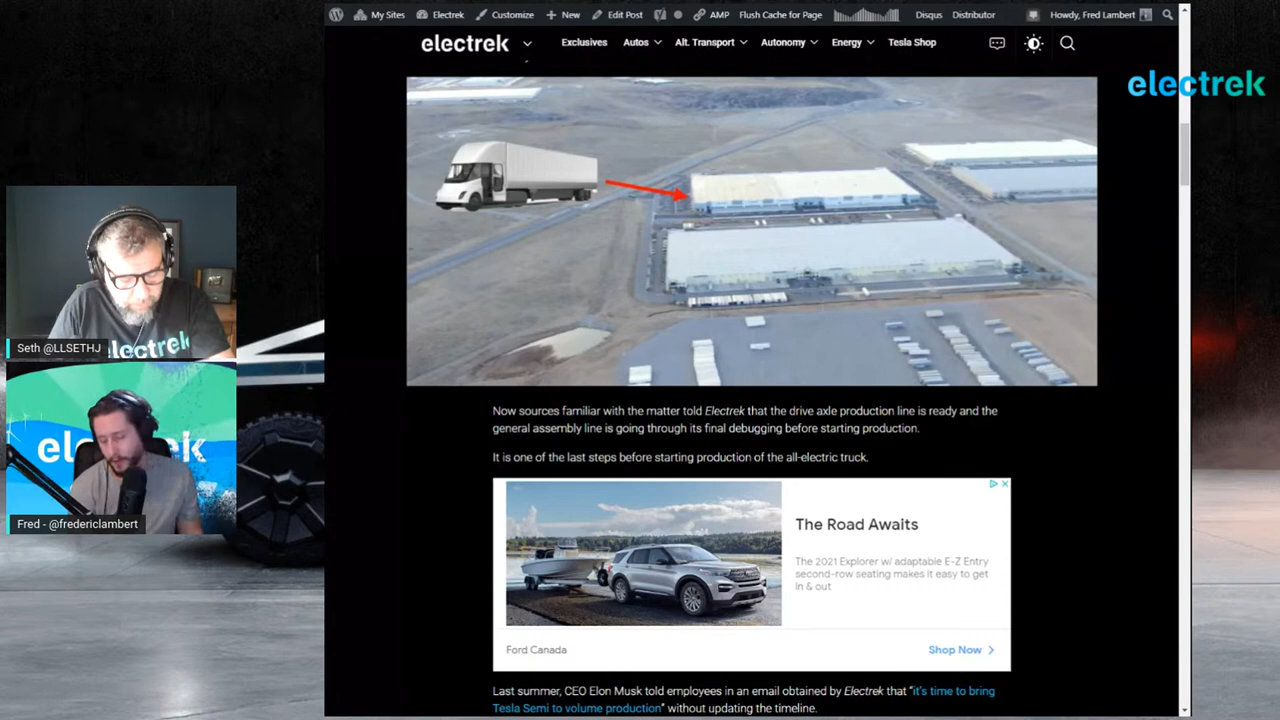 My Sites
Electrek
Customize
New
Edit Post
AMP
Flush Cache for Page
Disqus
Distributor
Howdy, Fred Lambert
electrek
Exclusives
Autos
Alt. Transport
Autonomy
Energy
Tesla Shop
electrek
Seth @LLSETHJ
electrek
electrek
Fred - @fredericlambert
Now sources familiar with the matter told Electrek that the drive axle production line is ready and the
general assembly line is going through its final debugging before starting production.
It is one of the last steps before starting production of the all-electric truck.
The Road Awaits
The 2021 Explorer w/ adaptable E-Z Entry
second-row seating makes it easy to get
in & out
Ford Canada
Shop Now
Last summer, CEO Elon Musk told employees in an email obtained by Electrek that “it's time to bring
Tesla Semi to volume production” without updating the timeline.